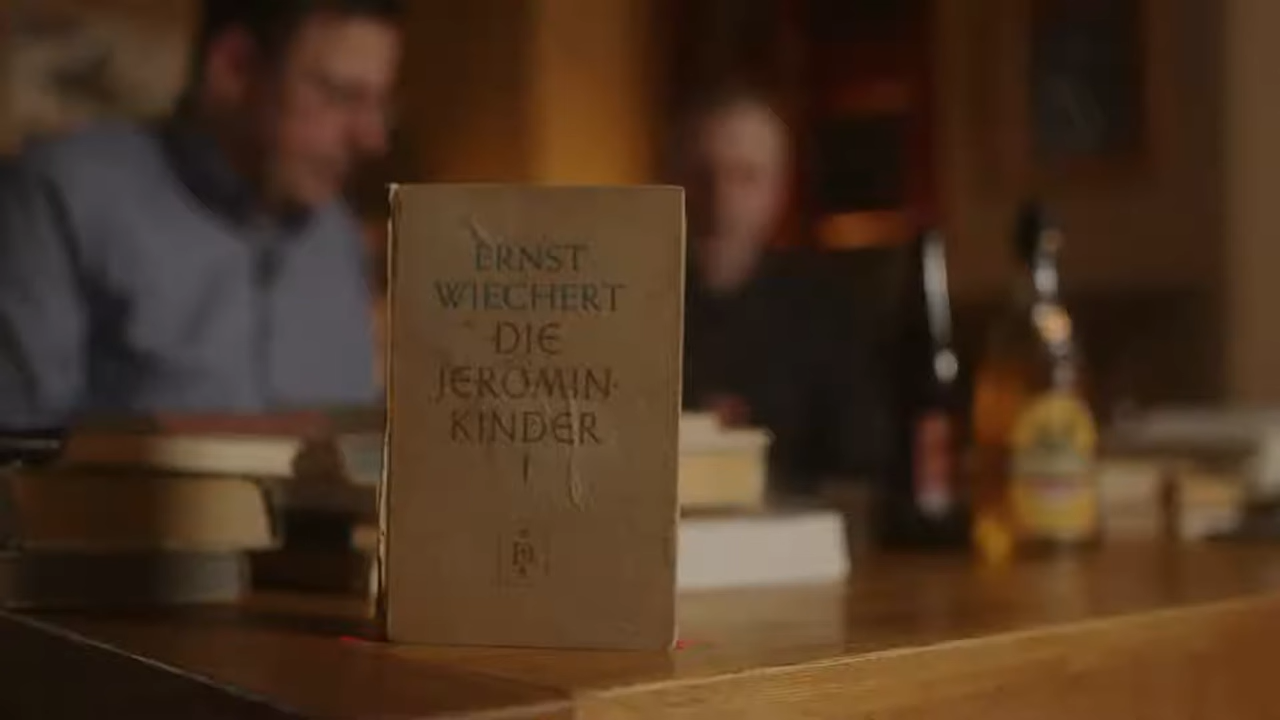 ERNST
WIECHERT
DIE
JEROMIN-
KINDER
I